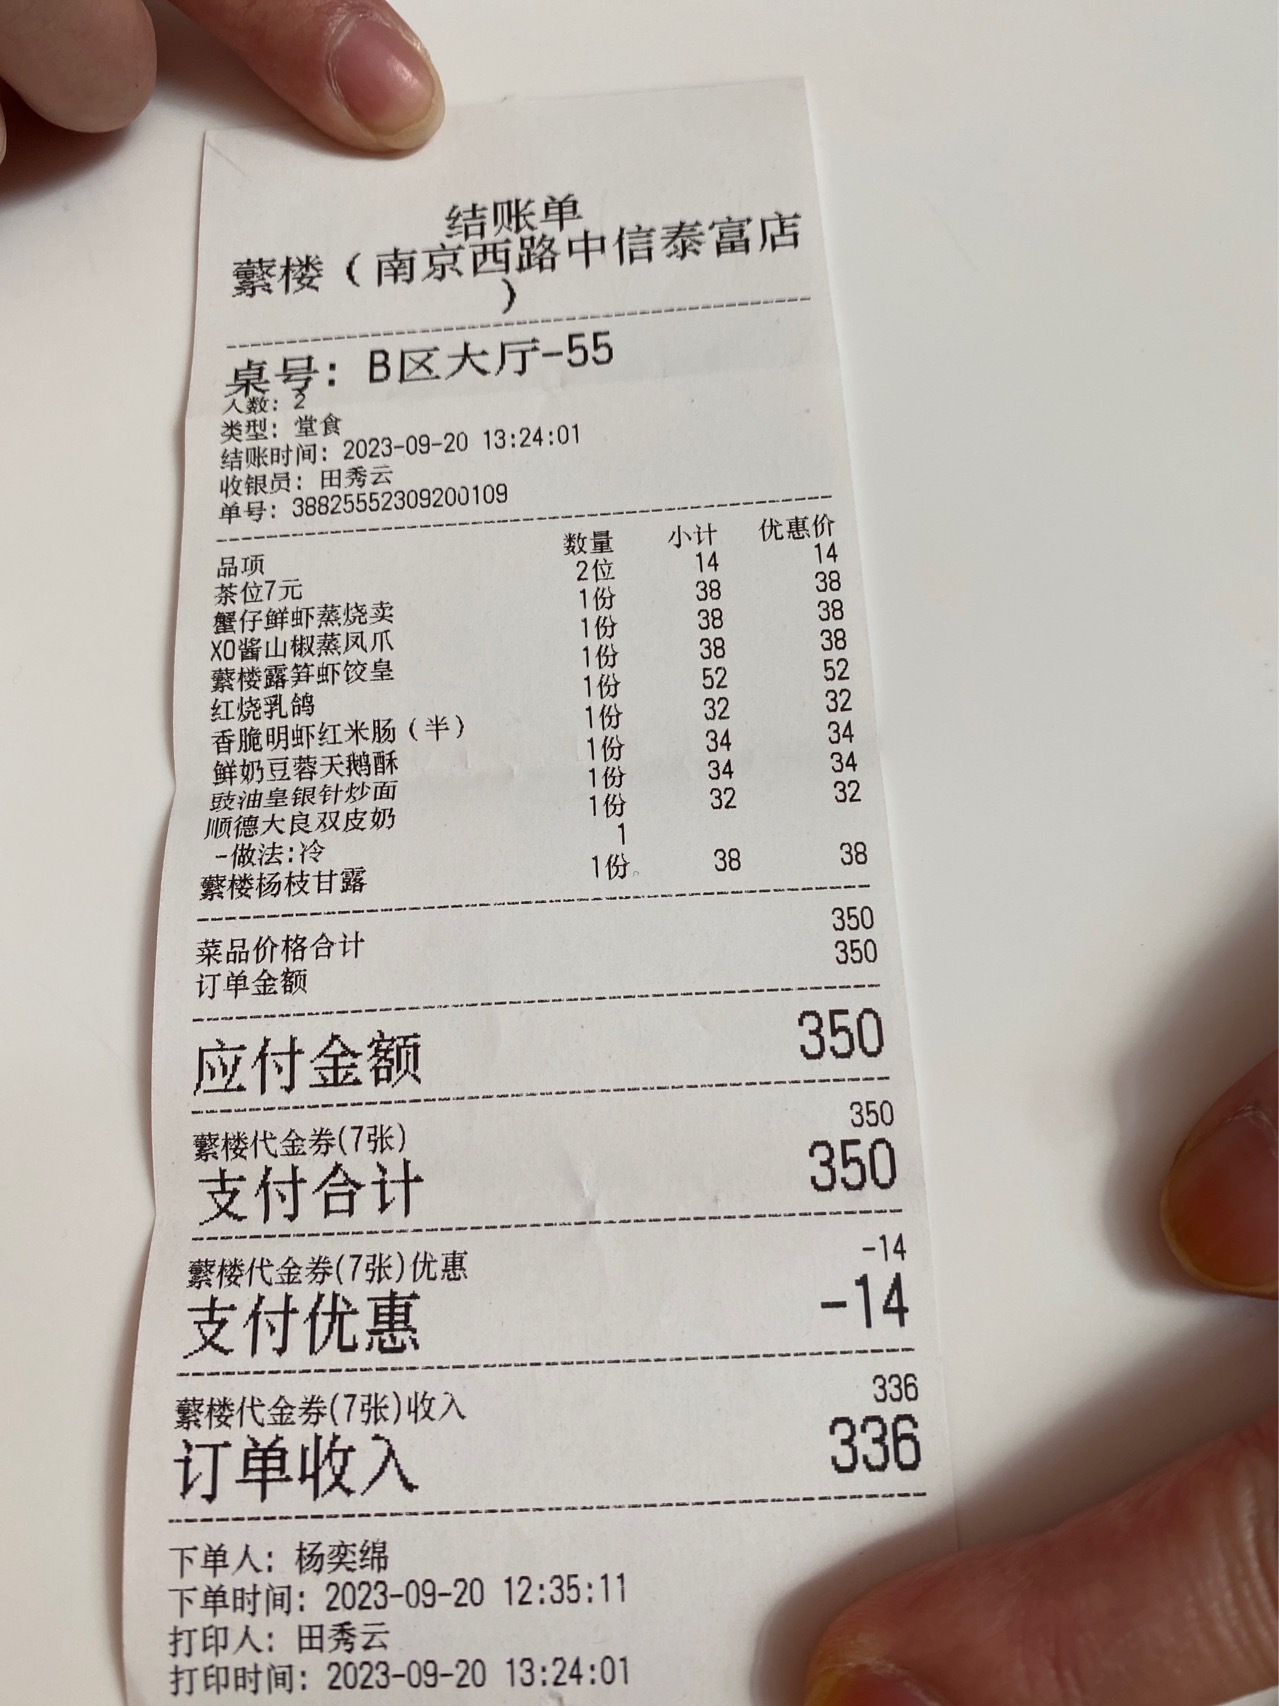 结账单
蘩楼（南京西路中信泰富店
）
桌号: B区大厅-55
人数: 2
类型: 堂食
结账时间: 2023-09-20 13:24:01
收银员: 田秀云
单号: 38825552309200109
品项 数量 小计 优惠价
茶位7元 2位 14 14
蟹仔鲜虾蒸烧卖 1份 38 38
XO酱山椒蒸凤爪 1份 38 38
蘩楼露笋虾饺皇 1份 38 38
红烧乳鸽 1份 52 52
香脆明虾红米肠（半） 1份 32 32
鲜奶豆蓉天鹅酥 1份 34 34
豉油皇银针炒面 1份 34 34
顺德大良双皮奶 1份 32 32
-做法:冷 1
蘩楼杨枝甘露 1份 38 38
菜品价格合计 350
订单金额 350
应付金额 350
蘩楼代金券(7张) 350
支付合计 350
蘩楼代金券(7张)优惠 -14
支付优惠 -14
蘩楼代金券(7张)收入 336
订单收入 336
下单人: 杨奕绵
下单时间: 2023-09-20 12:35:11
打印人: 田秀云
打印时间: 2023-09-20 13:24:01